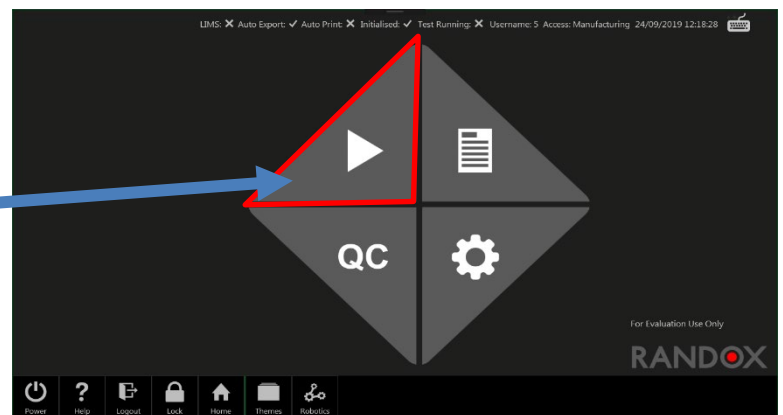 LIMS: ✕ Auto Export: ✓ Auto Print: ✕ Initialised: ✓ Test Running: ✕ Username: 5 Access: Manufacturing 24/09/2019 12:18:28
QC
For Evaluation Use Only
RANDOX
Power Help Logout Lock Home Themes Robotics